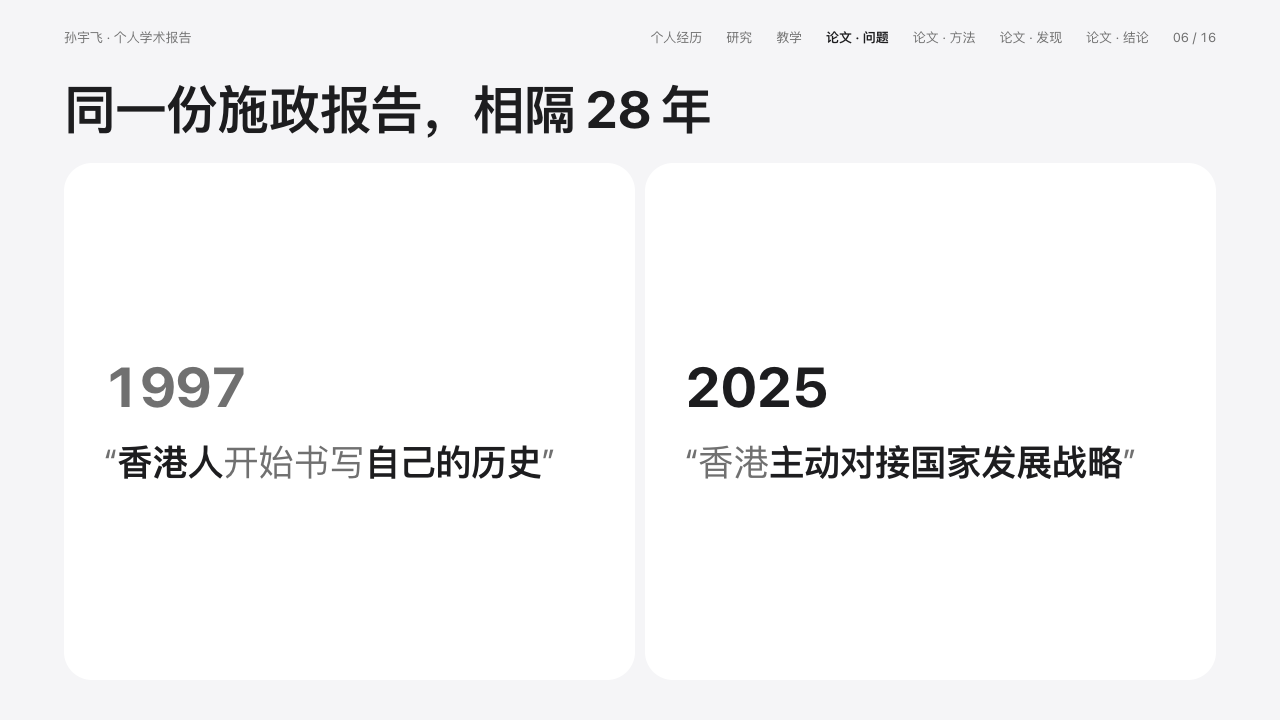 孙宇飞 · 个人学术报告
个人经历 研究 教学 论文 · 问题 论文 · 方法 论文 · 发现 论文 · 结论 06 / 16
同一份施政报告，相隔 28 年
1997
“香港人开始书写自己的历史”
2025
“香港主动对接国家发展战略”